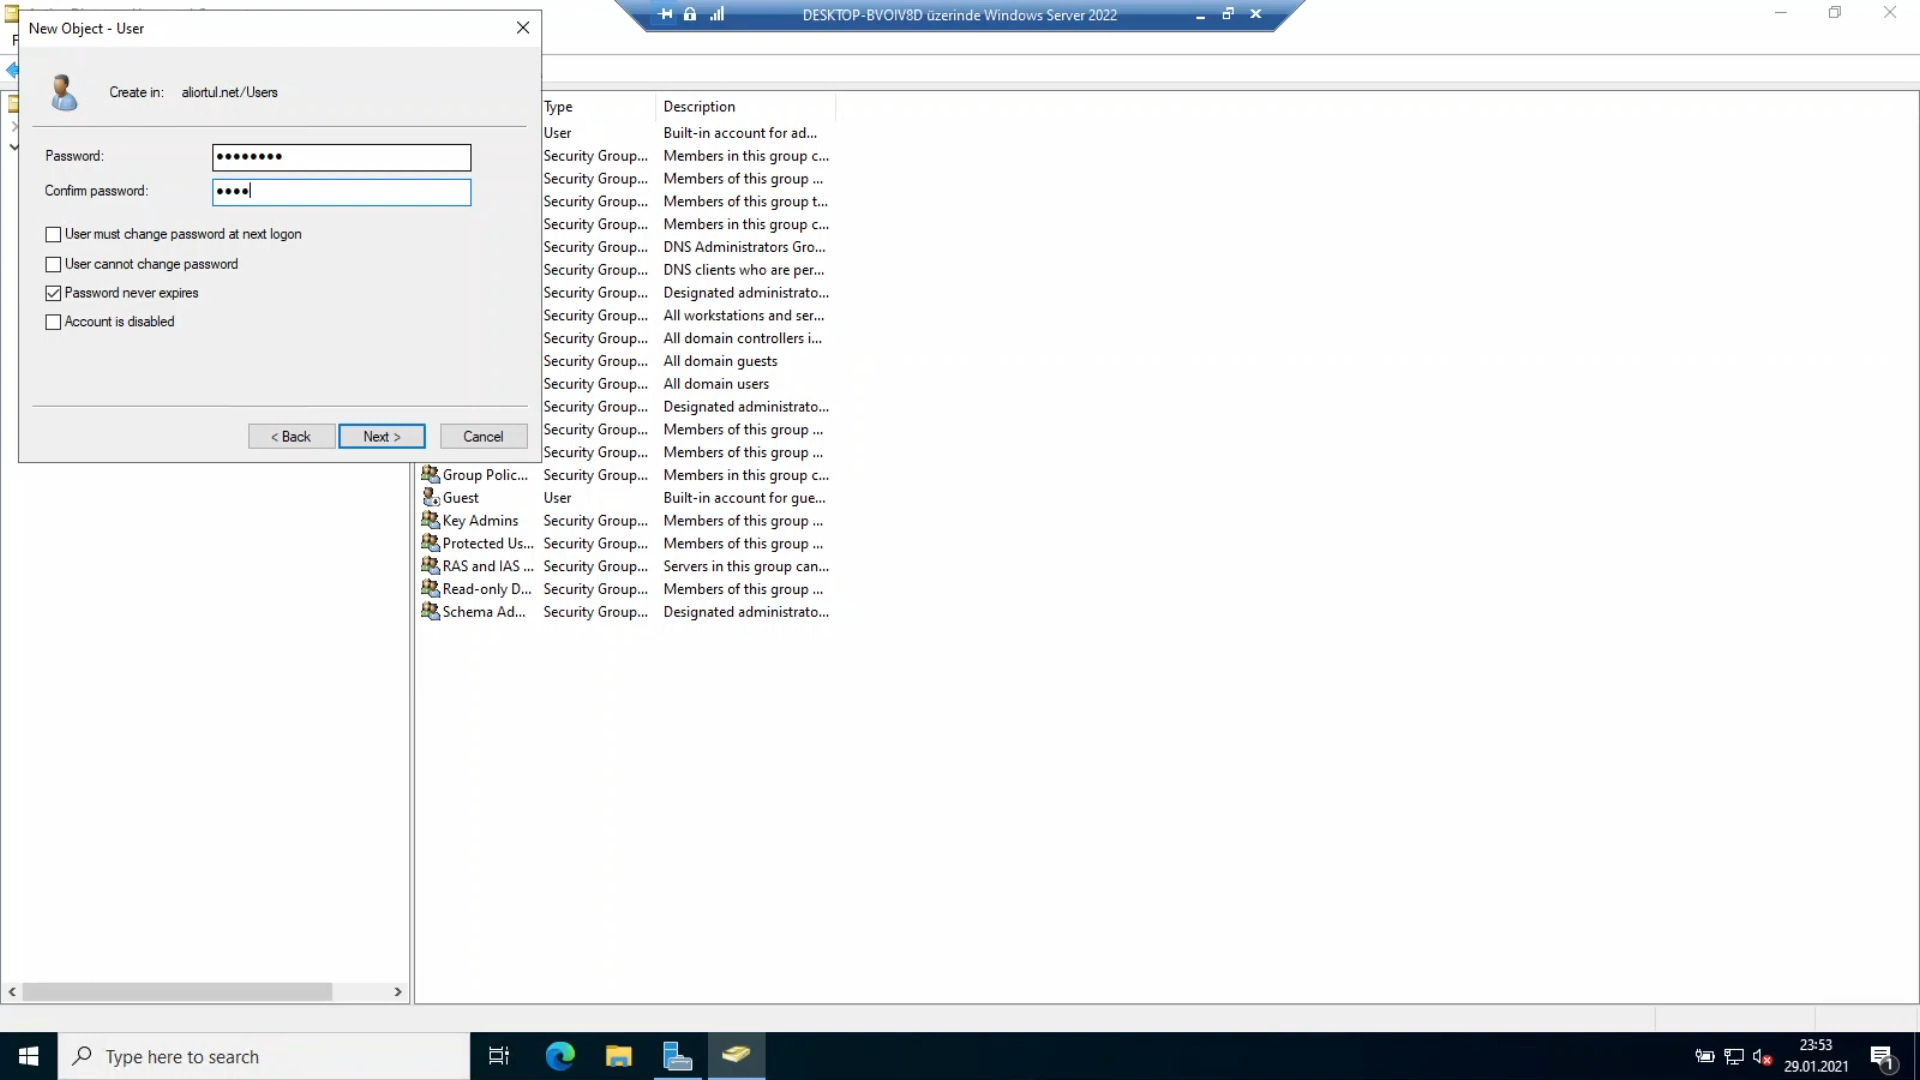 New Object - User
DESKTOP-BVOIV8D üzerinde Windows Server 2022
Create in: aliortul.net/Users
Password: ••••••••
Confirm password: ••••
User must change password at next logon
User cannot change password
Password never expires
Account is disabled
< Back
Next >
Cancel
Type Description
User Built-in account for ad...
Security Group... Members in this group c...
Security Group... Members of this group ...
Security Group... Members of this group t...
Security Group... Members in this group c...
Security Group... DNS Administrators Gro...
Security Group... DNS clients who are per...
Security Group... Designated administrato...
Security Group... All workstations and ser...
Security Group... All domain controllers i...
Security Group... All domain guests
Security Group... All domain users
Security Group... Designated administrato...
Security Group... Members of this group ...
Security Group... Members of this group ...
Group Polic... Security Group... Members in this group c...
Guest User Built-in account for gue...
Key Admins Security Group... Members of this group ...
Protected Us... Security Group... Members of this group ...
RAS and IAS ... Security Group... Servers in this group can...
Read-only D... Security Group... Members of this group ...
Schema Ad... Security Group... Designated administrato...
Type here to search
23:53
29.01.2021
1